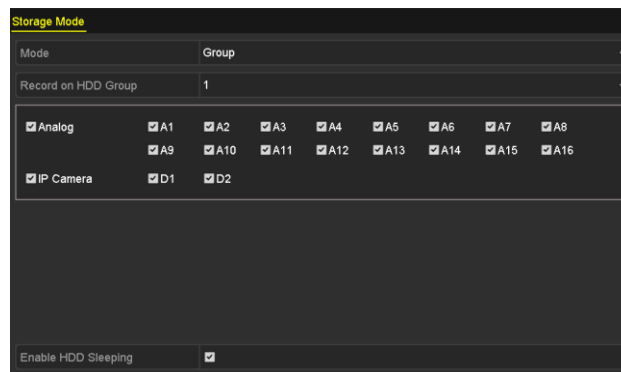 Storage Mode
Mode Group
Record on HDD Group 1
Analog A1 A2 A3 A4 A5 A6 A7 A8
A9 A10 A11 A12 A13 A14 A15 A16
IP Camera D1 D2
Enable HDD Sleeping